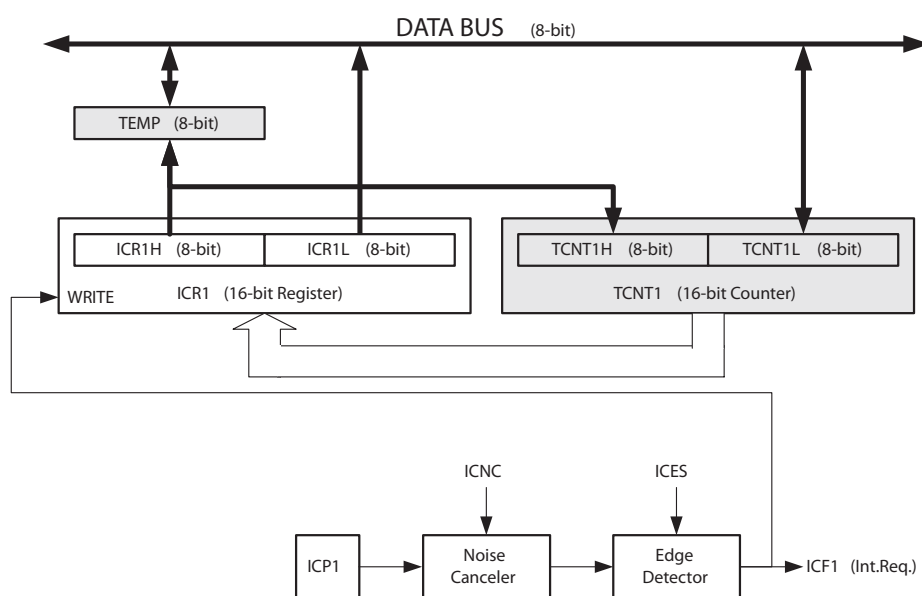 DATA BUS (8-bit)
TEMP (8-bit)
ICR1H (8-bit) ICR1L (8-bit)
TCNT1H (8-bit) TCNT1L (8-bit)
WRITE
ICR1 (16-bit Register)
TCNT1 (16-bit Counter)
ICNC
ICES
ICP1
Noise
Canceler
Edge
Detector
ICF1 (Int.Req.)